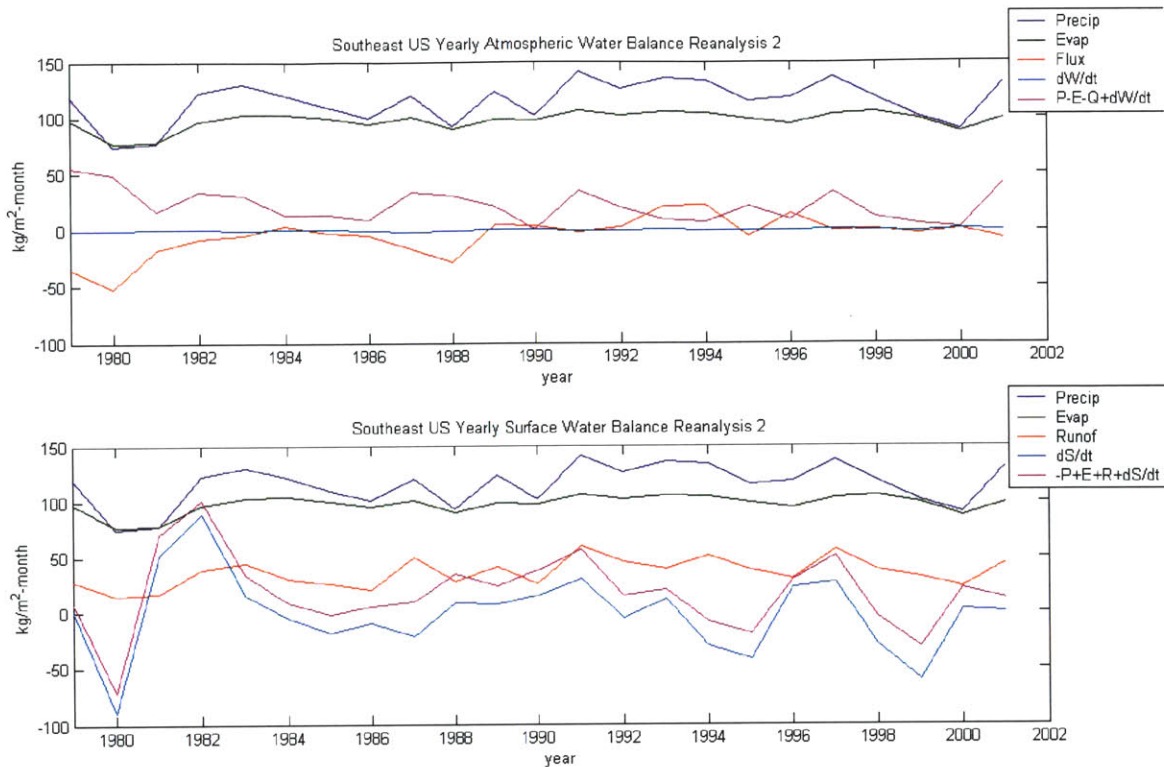 Southeast US Yearly Atmospheric Water Balance Reanalysis 2
Precip
Evap
Flux
dW/dt
P-E-Q+dW/dt
150
100
50
0
-50
-100
kg/m²-month
1980 1982 1984 1986 1988 1990 1992 1994 1996 1998 2000 2002
year
Southeast US Yearly Surface Water Balance Reanalysis 2
Precip
Evap
Runof
dS/dt
-P+E+R+dS/dt
150
100
50
0
-50
-100
kg/m²-month
1980 1982 1984 1986 1988 1990 1992 1994 1996 1998 2000 2002
year